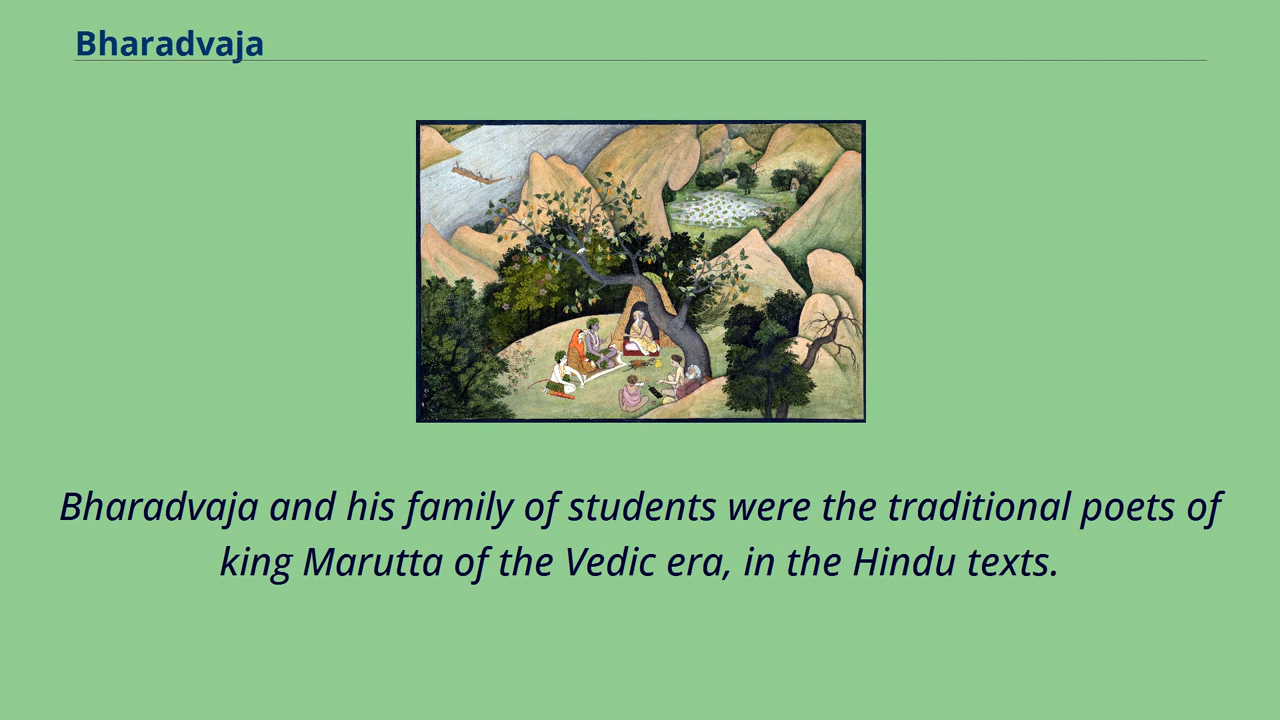 Bharadvaja
Bharadvaja and his family of students were the traditional poets of
king Marutta of the Vedic era, in the Hindu texts.